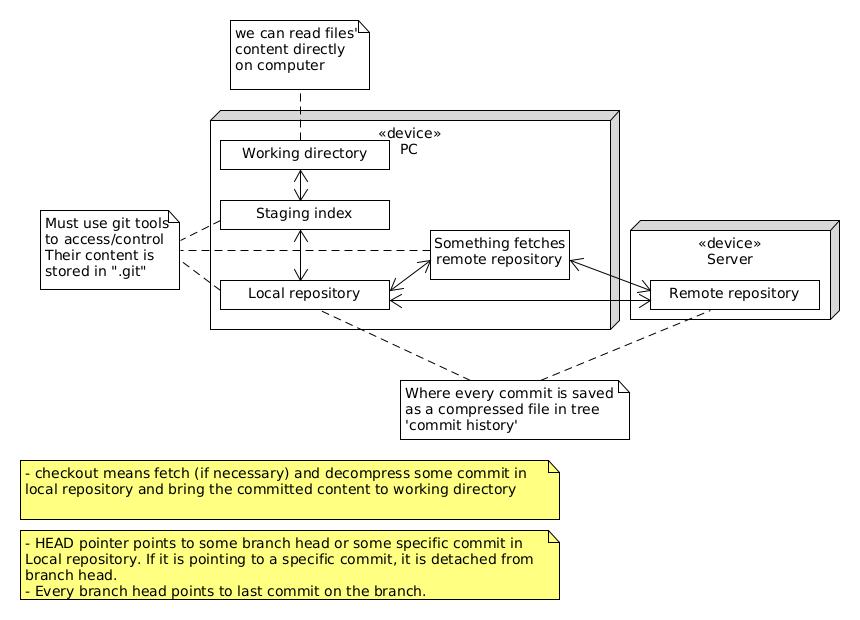 we can read files'
content directly
on computer
«device»
PC
Working directory
Staging index
Must use git tools
to access/control
Their content is
stored in ".git"
Something fetches
remote repository
«device»
Server
Local repository
Remote repository
Where every commit is saved
as a compressed file in tree
'commit history'
- checkout means fetch (if necessary) and decompress some commit in
local repository and bring the committed content to working directory
- HEAD pointer points to some branch head or some specific commit in
Local repository. If it is pointing to a specific commit, it is detached from
branch head.
- Every branch head points to last commit on the branch.